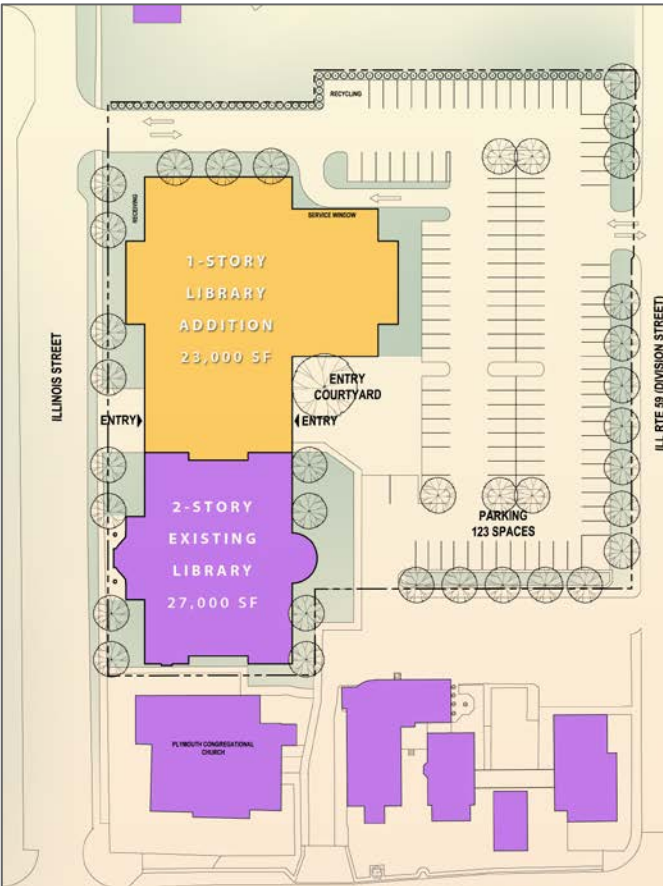 RECYCLING
RECEIVING
SERVICE WINDOW
1-STORY
LIBRARY
ADDITION
23,000 SF
ILLINOIS STREET
ILL RTE 59 (DIVISION STREET)
ENTRY
COURTYARD
ENTRY
ENTRY
2-STORY
EXISTING
LIBRARY
27,000 SF
PARKING
123 SPACES
PLYMOUTH CONGREGATIONAL
CHURCH